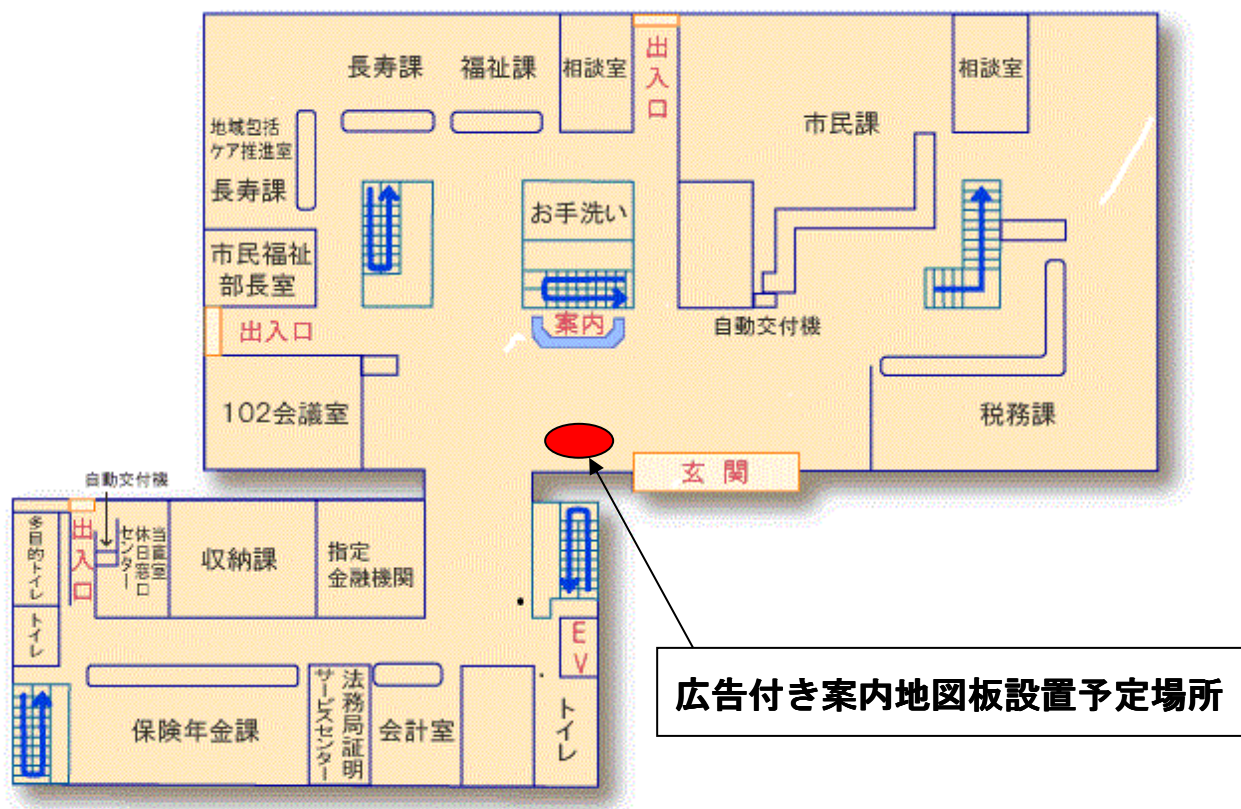 長寿課
福祉課
相談室
出入口
相談室
市民課
地域包括
ケア推進室
長寿課
お手洗い
市民福祉
部長室
出入口
案内
自動交付機
102会議室
税務課
玄関
自動交付機
多目的トイレ
出入口
当直室
休日窓口
センター
収納課
指定
金融機関
トイレ
EV
広告付き案内地図板設置予定場所
保険年金課
法務局証明
サービスセンター
会計室
トイレ